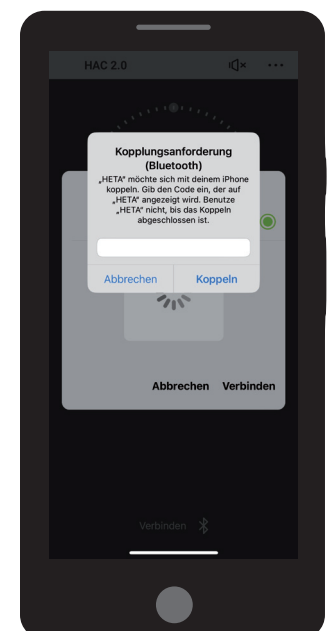 HAC 2.0
Kopplungsanforderung
(Bluetooth)
„HETA“ möchte sich mit deinem iPhone
koppeln. Gib den Code ein, der auf
„HETA“ angezeigt wird. Benutze
„HETA“ nicht, bis das Koppeln
abgeschlossen ist.
Abbrechen Koppeln
Abbrechen Verbinden
Verbinden